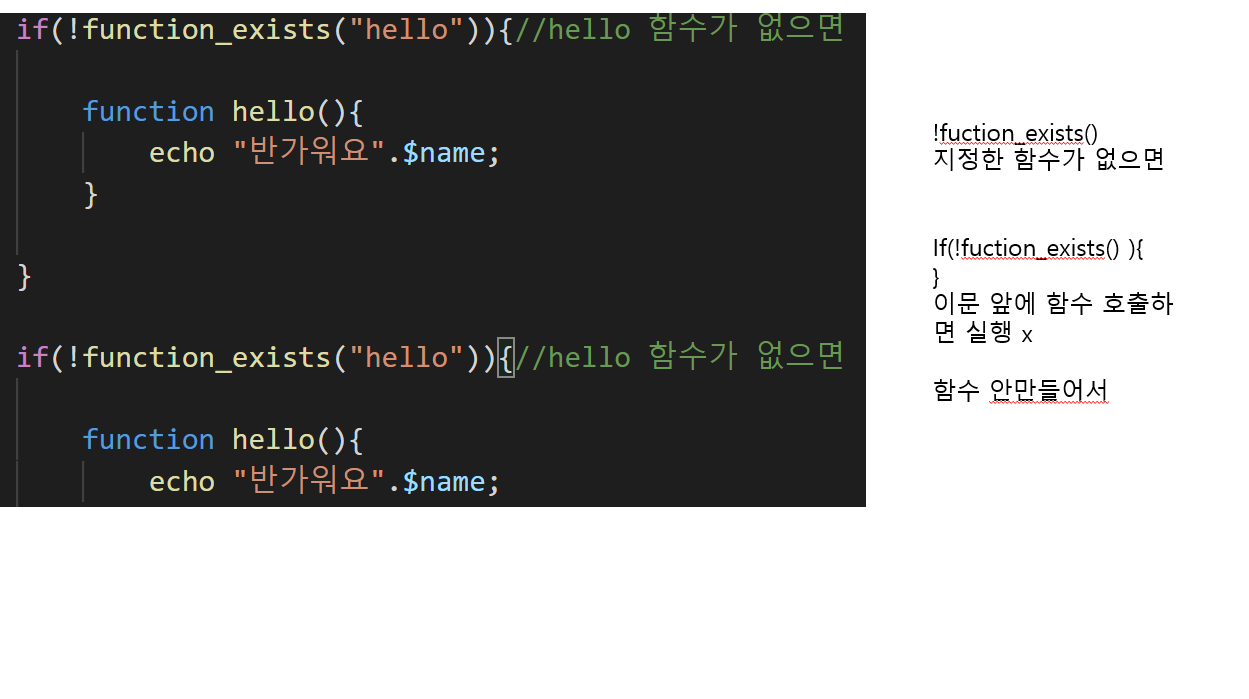 if(!function_exists("hello")){//hello 함수가 없으면
function hello(){
echo "반가워요".$name;
}
}
if(!function_exists("hello")){//hello 함수가 없으면
function hello(){
echo "반가워요".$name;
!fuction_exists()
지정한 함수가 없으면
If(!fuction_exists() ){
}
이문 앞에 함수 호출하
면 실행 x
함수 안만들어서